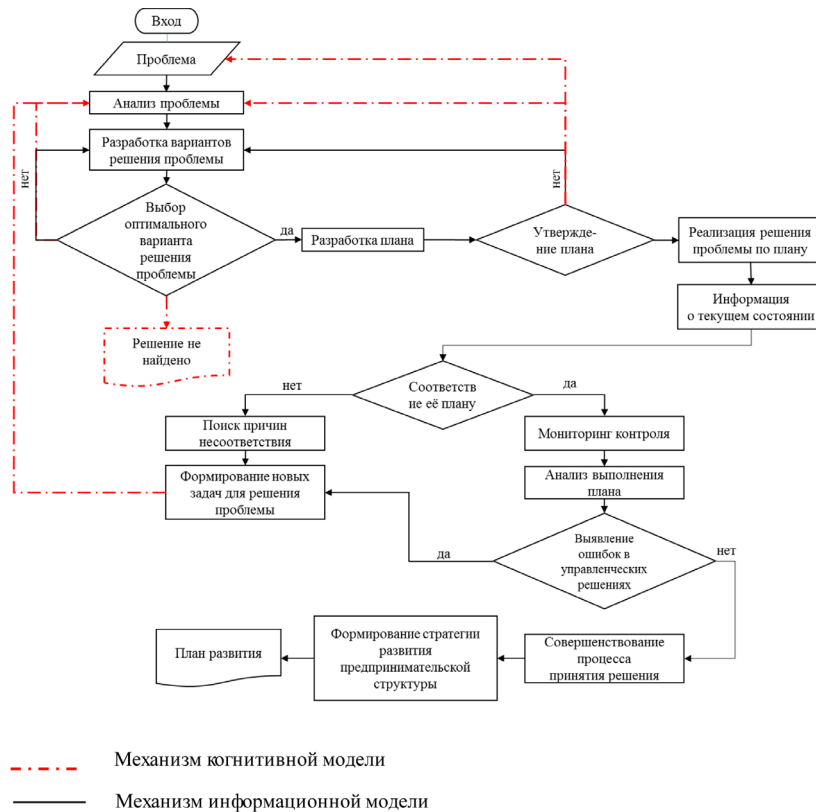 Вход
Проблема
Анализ проблемы
Разработка вариантов
решения проблемы
нет
нет
Выбор
оптимального
варианта
решения
проблемы
да
Разработка плана
Утвержде-
ние плана
Реализация решения
проблемы по плану
Информация
о текущем состоянии
Решение не
найдено
Соответств
ие её плану
нет
да
Поиск причин
несоответствия
Мониторинг контроля
Формирование новых
задач для решения
проблемы
Анализ выполнения
плана
Выявление
ошибок в
управленческих
решениях
да
нет
План развития
Формирование стратегии
развития
предпринимательской
структуры
Совершенствование
процесса
принятия решения
Механизм когнитивной модели
Механизм информационной модели